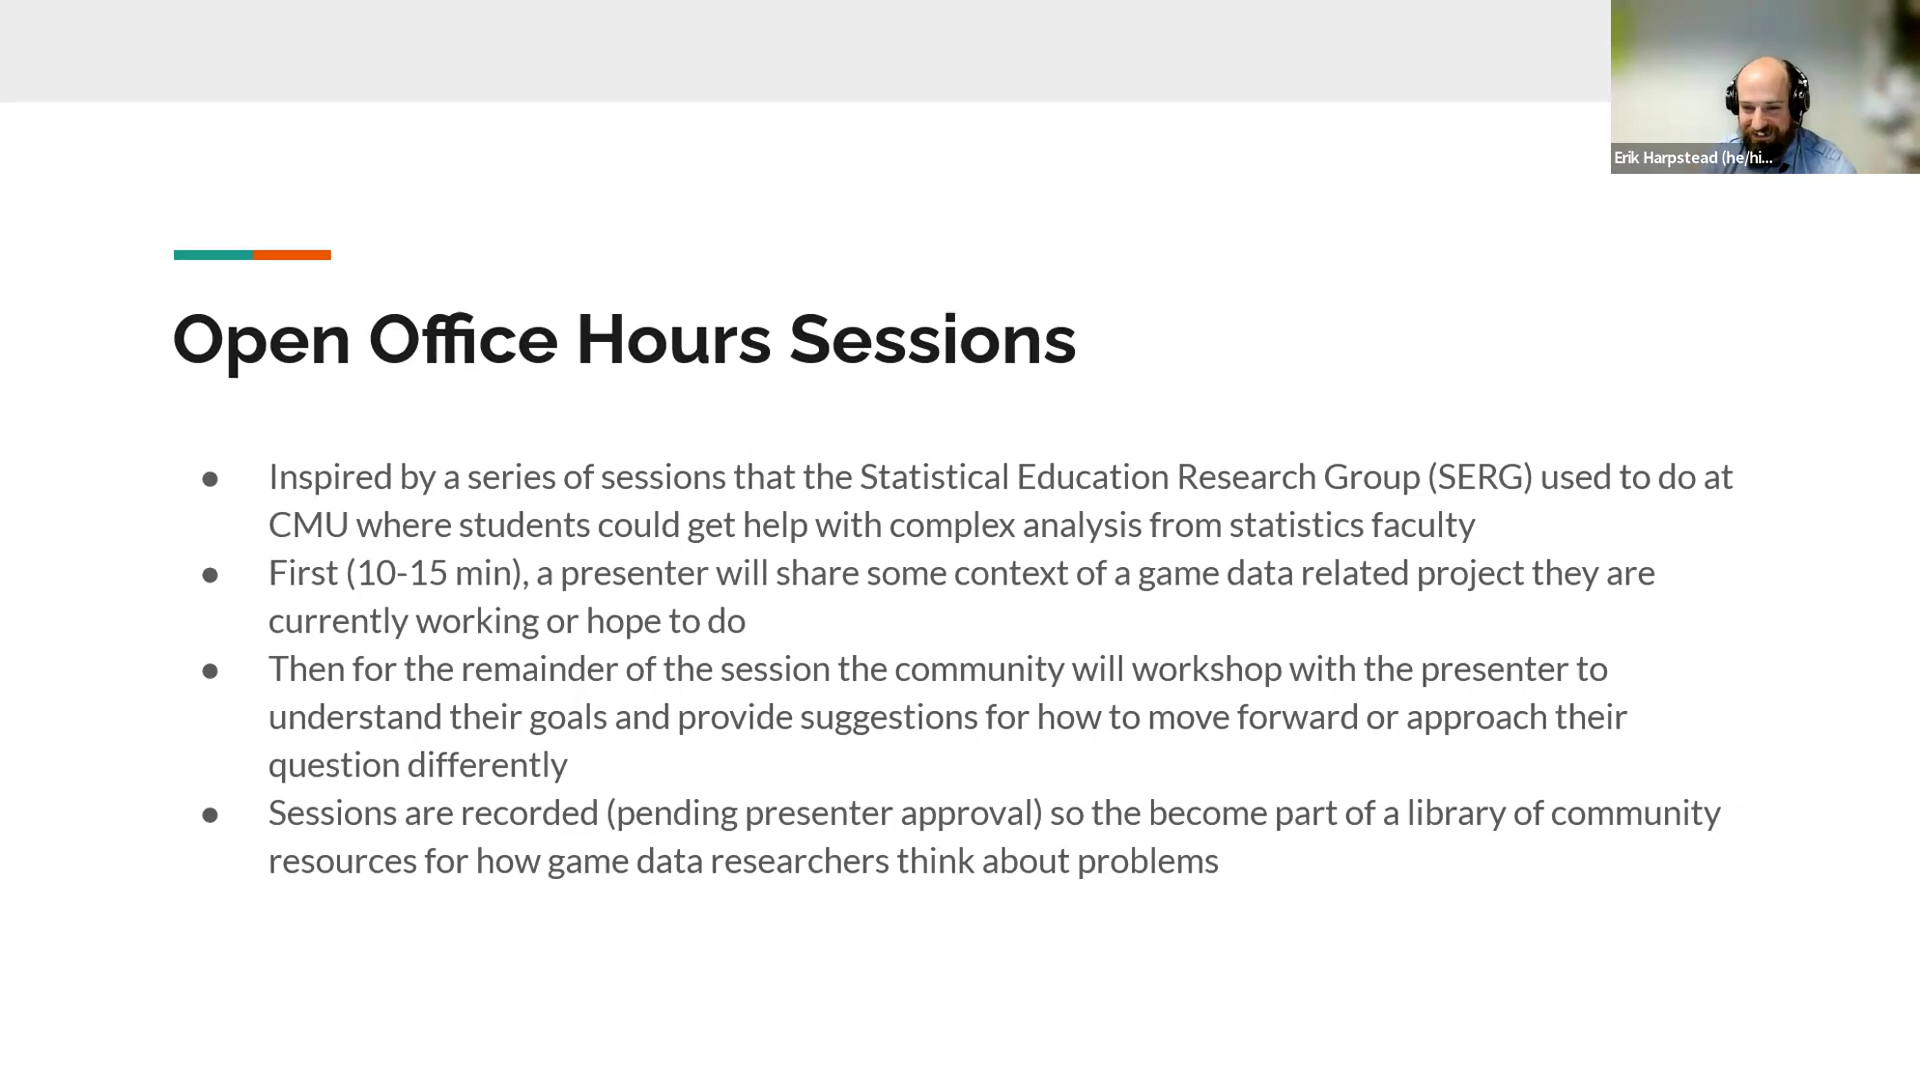 Erik Harpstead (he/hi...
Open Office Hours Sessions
● Inspired by a series of sessions that the Statistical Education Research Group (SERG) used to do at
CMU where students could get help with complex analysis from statistics faculty
● First (10-15 min), a presenter will share some context of a game data related project they are
currently working or hope to do
● Then for the remainder of the session the community will workshop with the presenter to
understand their goals and provide suggestions for how to move forward or approach their
question differently
● Sessions are recorded (pending presenter approval) so the become part of a library of community
resources for how game data researchers think about problems